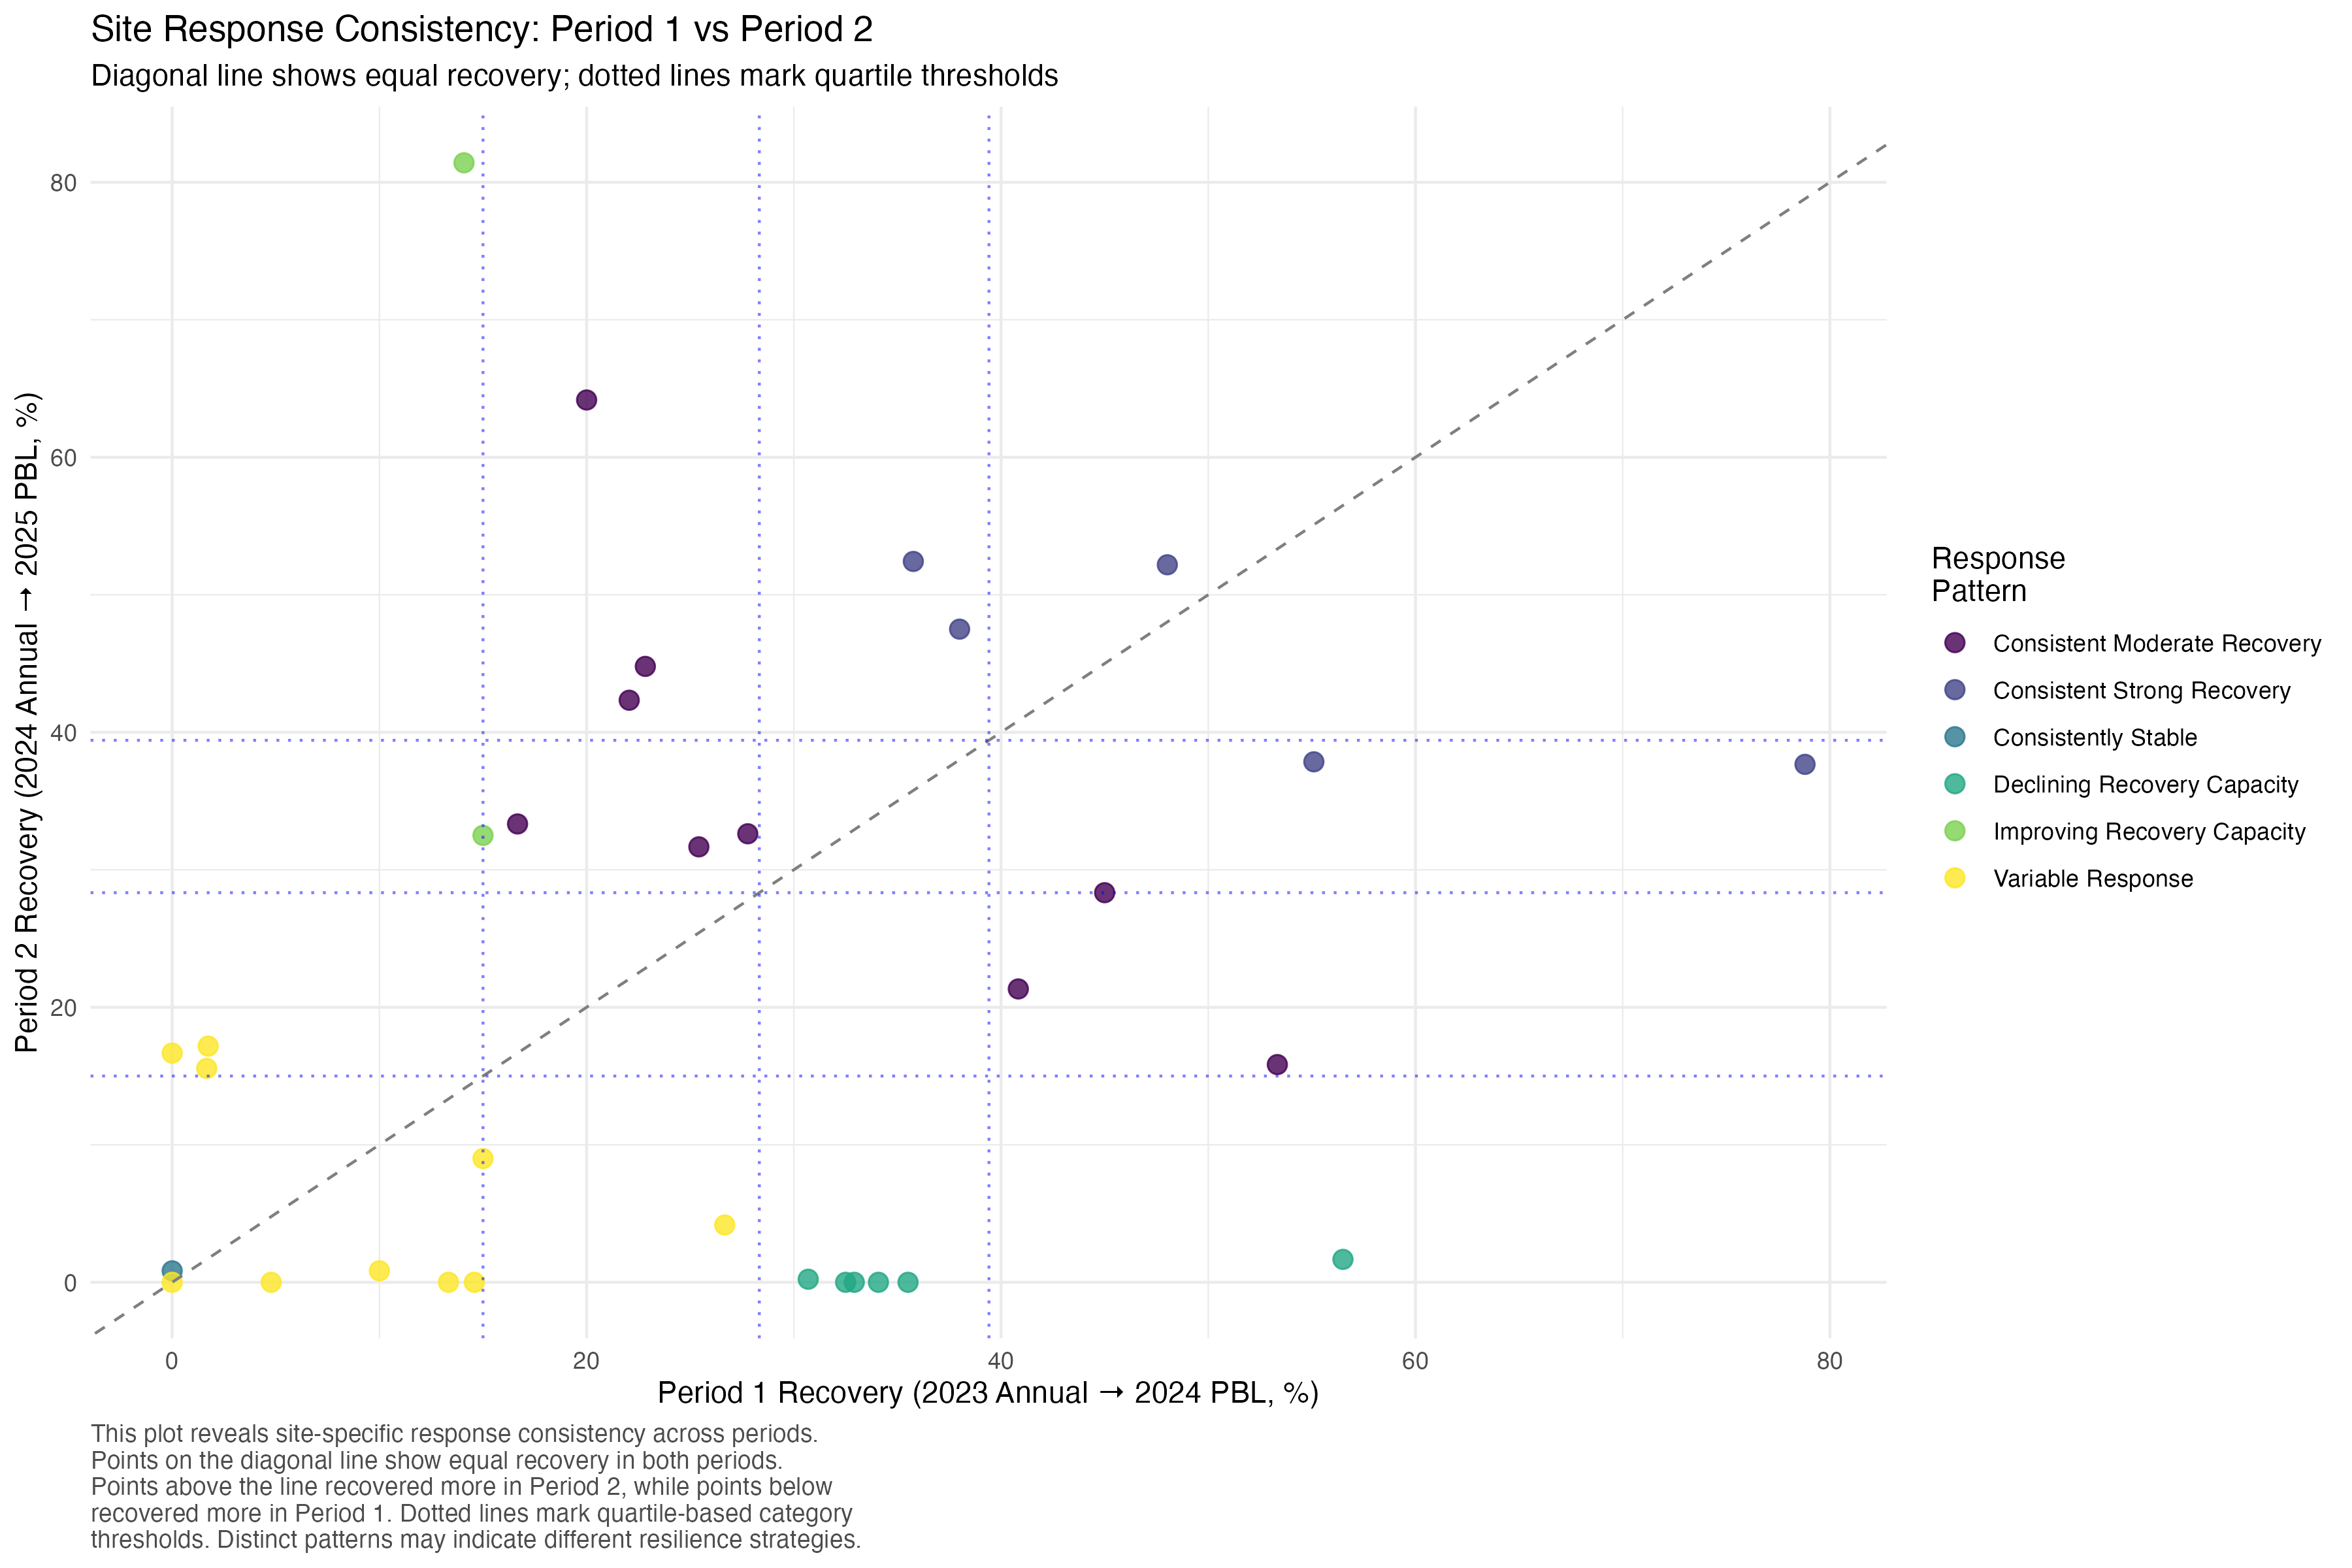 Site Response Consistency: Period 1 vs Period 2
Diagonal line shows equal recovery; dotted lines mark quartile thresholds
Period 2 Recovery (2024 Annual → 2025 PBL, %)
80
60
40
20
0
0
20
40
60
80
Period 1 Recovery (2023 Annual → 2024 PBL, %)
Response
Pattern
Consistent Moderate Recovery
Consistent Strong Recovery
Consistently Stable
Declining Recovery Capacity
Improving Recovery Capacity
Variable Response
This plot reveals site-specific response consistency across periods.
Points on the diagonal line show equal recovery in both periods.
Points above the line recovered more in Period 2, while points below
recovered more in Period 1. Dotted lines mark quartile-based category
thresholds. Distinct patterns may indicate different resilience strategies.